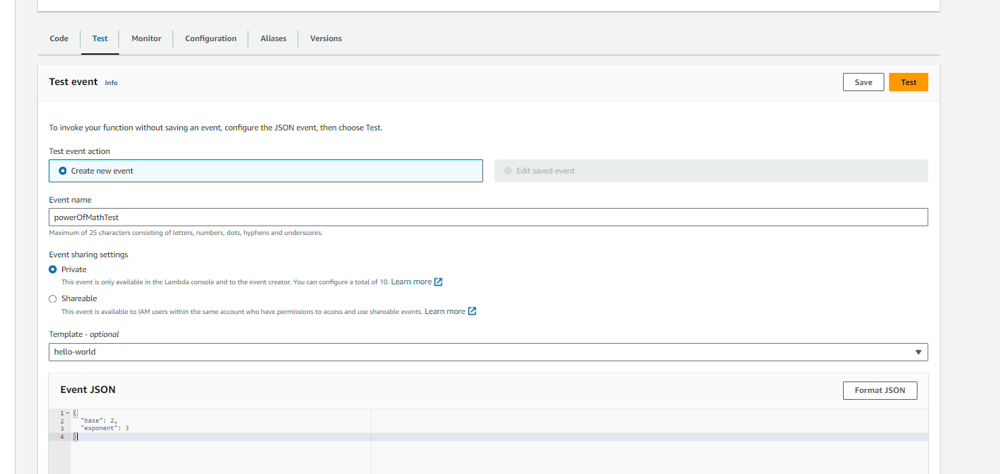 Code Test Monitor Configuration Aliases Versions
Test event Info Save Test
To invoke your function without saving an event, configure the JSON event, then choose Test.
Test event action
Create new event Edit saved event
Event name
powerOfMathTest
Maximum of 25 characters consisting of letters, numbers, dots, hyphens and underscores.
Event sharing settings
Private
This event is only available in the Lambda console and to the event creator. You can configure a total of 10. Learn more
Shareable
This event is available to IAM users within the same account who have permissions to access and use shareable events. Learn more
Template - optional
hello-world
Event JSON Format JSON
1 {
2 "base": 2,
3 "exponent": 3
4 }